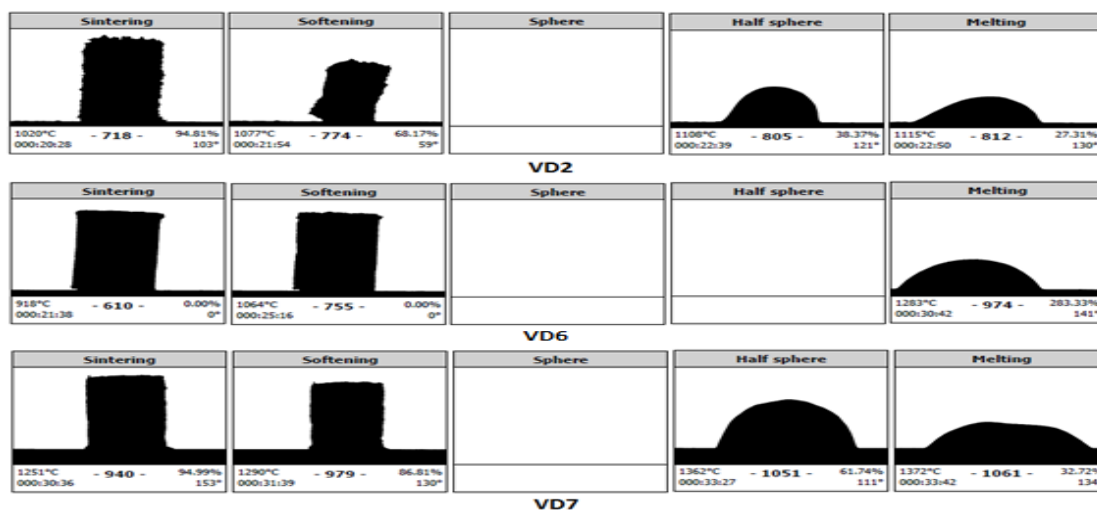 Sintering Softening Sphere Half sphere Melting
1020°C - 718 - 94.81% 1077°C - 774 - 68.17% 1108°C - 805 - 38.37% 1115°C - 812 - 27.31%
000:20:28 103° 000:21:54 59° 000:22:39 121° 000:22:50 130°
VD2
Sintering Softening Sphere Half sphere Melting
918°C - 610 - 0.00% 1064°C - 755 - 0.00% 1283°C - 974 - 283.33%
000:21:38 0° 000:25:16 0° 000:30:42 141°
VD6
Sintering Softening Sphere Half sphere Melting
1251°C - 940 - 94.99% 1290°C - 979 - 86.81% 1362°C - 1051 - 61.74% 1372°C - 1061 - 32.72%
000:30:36 153° 000:31:39 130° 000:33:27 111° 000:33:42 134°
VD7